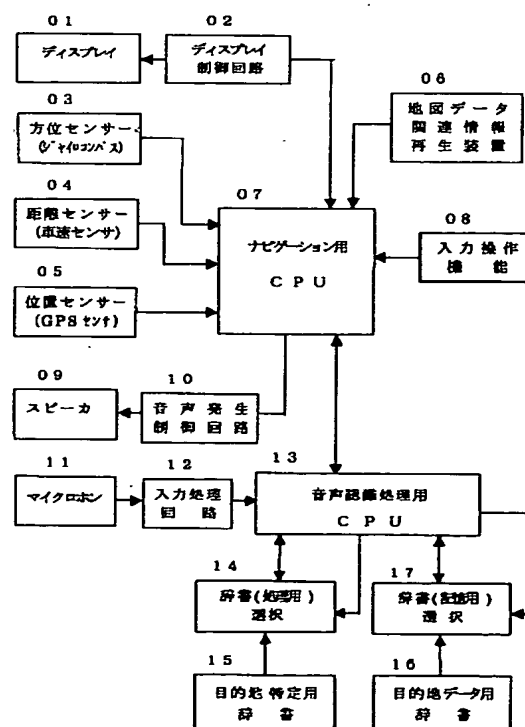 01
ディスプレイ
02
ディスプレイ
制御回路
03
方位センサー
(ジャイロコンパス)
04
距離センサー
(車速センサ)
05
位置センサー
(GPSセンサ)
06
地図データ
関連情報
再生装置
07
ナビゲーション用
CPU
08
入力操作
機能
09
スピーカ
10
音声発生
制御回路
11
マイクロホン
12
入力処理
回路
13
音声認識処理用
CPU
14
辞書(処理用)
選択
17
辞書(記憶用)
選択
15
目的地特定用
辞書
16
目的地データ用
辞書